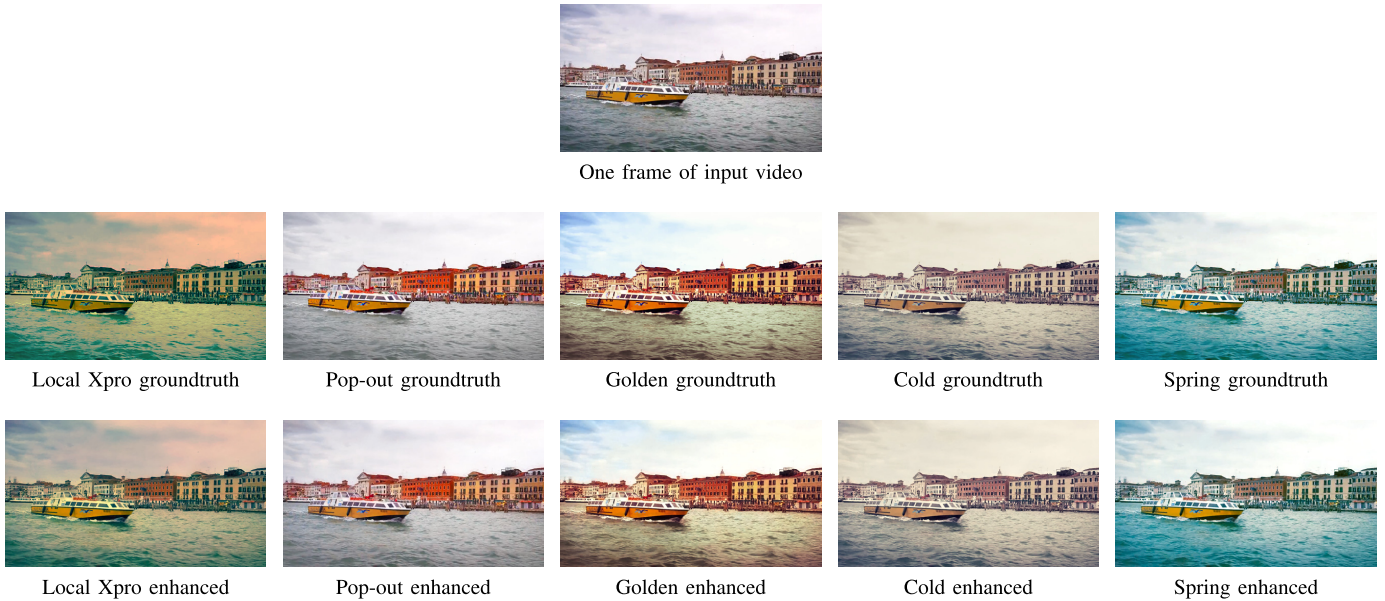 One frame of input video
Local Xpro groundtruth
Pop-out groundtruth
Golden groundtruth
Cold groundtruth
Spring groundtruth
Local Xpro enhanced
Pop-out enhanced
Golden enhanced
Cold enhanced
Spring enhanced